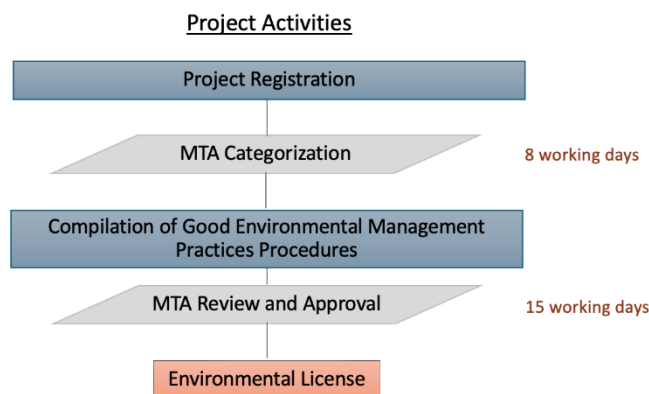 Project Activities
Project Registration
MTA Categorization
8 working days
Compilation of Good Environmental Management
Practices Procedures
MTA Review and Approval
15 working days
Environmental License